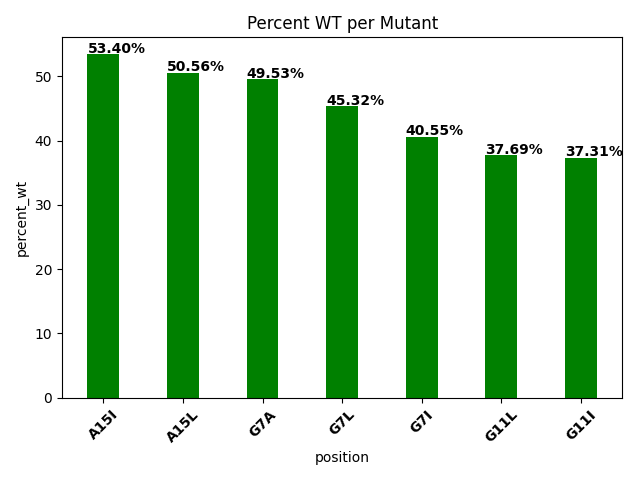 Percent WT per Mutant
53.40%
50.56%
49.53%
45.32%
40.55%
37.69%
37.31%
percent_wt
50
40
30
20
10
0
A15I
A15L
G7A
G7L
G7I
G11L
G11I
position